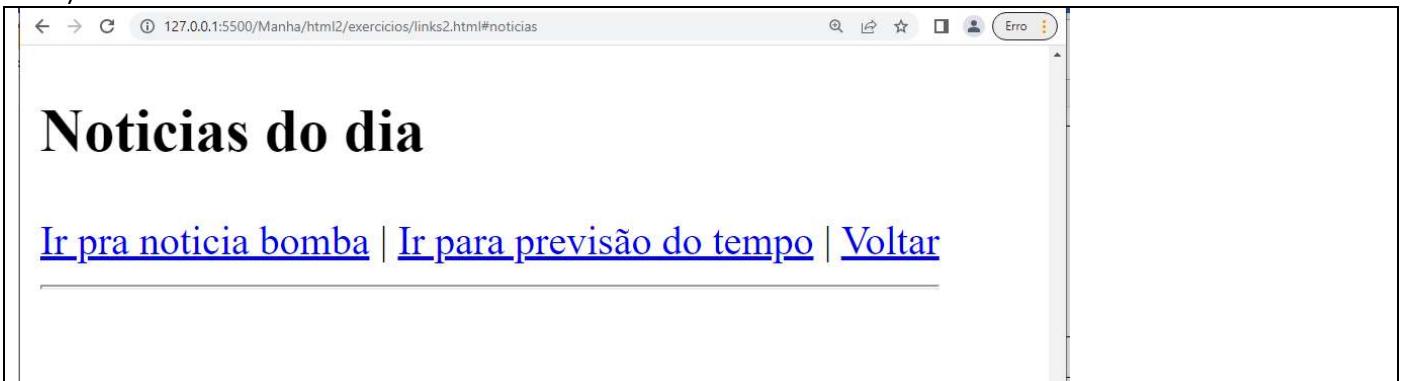 127.0.0.1:5500/Manha/html2/exercicios/links2.html#noticias
Erro
Noticias do dia
Ir pra noticia bomba | Ir para previsão do tempo | Voltar